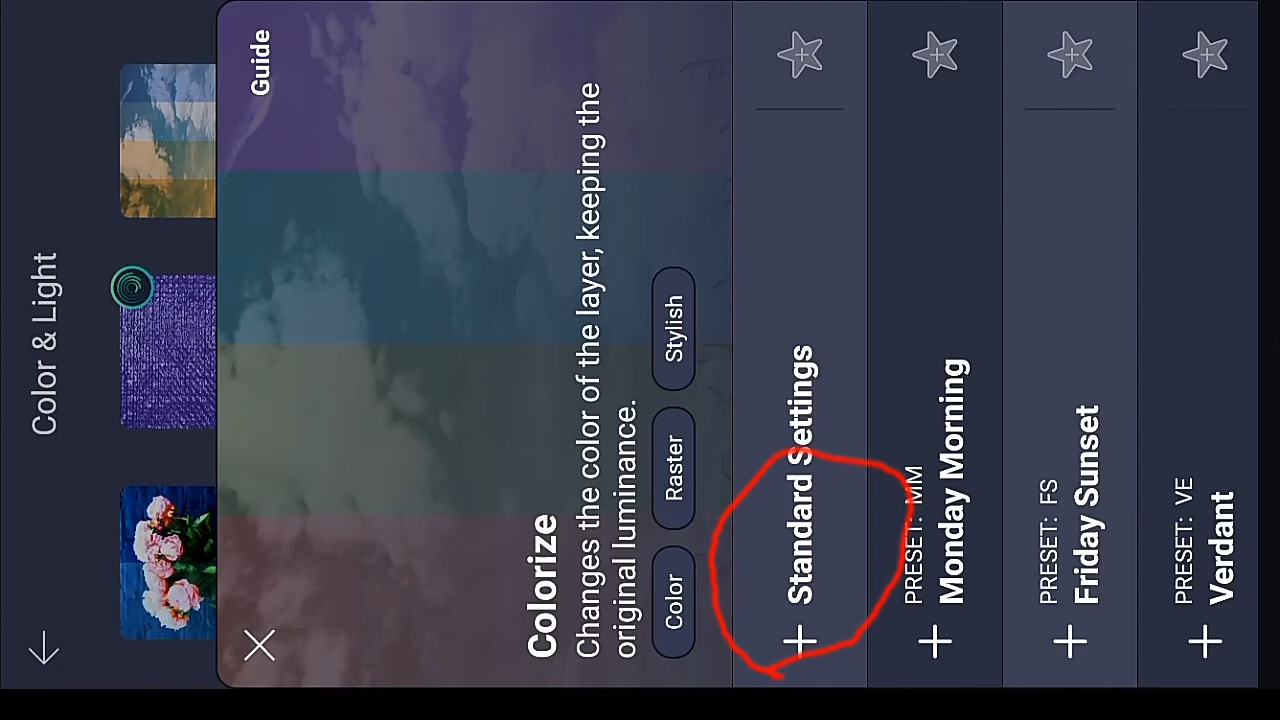 Color & Light
Guide
Colorize
Changes the color of the layer, keeping the
original luminance.
Color
Raster
Stylish
Standard Settings
PRESET: MM
Monday Morning
PRESET: FS
Friday Sunset
PRESET: VE
Verdant